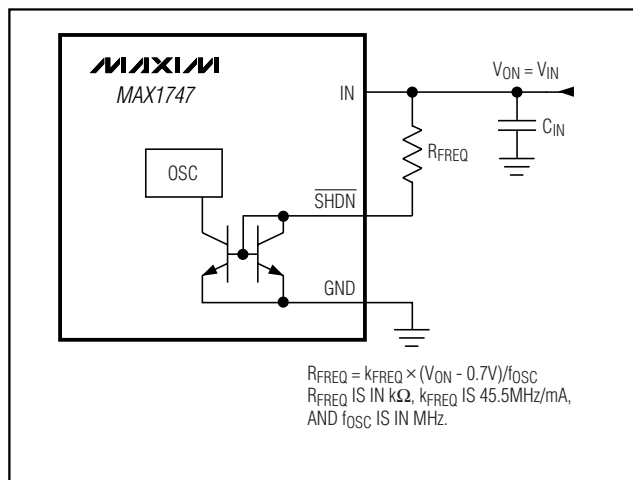 MAXIM
MAX1747
IN
V_ON = V_IN
C_IN
R_FREQ
OSC
SHDN
GND
R_FREQ = k_FREQ × (V_ON - 0.7V)/f_OSC
R_FREQ IS IN kΩ, k_FREQ IS 45.5MHz/mA,
AND f_OSC IS IN MHz.